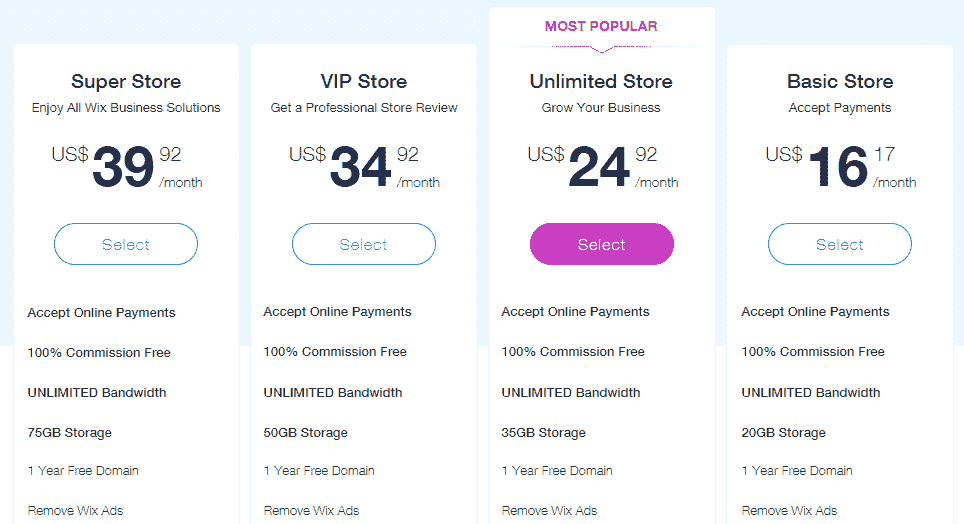 MOST POPULAR
Super Store
Enjoy All Wix Business Solutions
US$ 39 92
/month
Select
Accept Online Payments
100% Commission Free
UNLIMITED Bandwidth
75GB Storage
1 Year Free Domain
Remove Wix Ads
VIP Store
Get a Professional Store Review
US$ 34 92
/month
Select
Accept Online Payments
100% Commission Free
UNLIMITED Bandwidth
50GB Storage
1 Year Free Domain
Remove Wix Ads
Unlimited Store
Grow Your Business
US$ 24 92
/month
Select
Accept Online Payments
100% Commission Free
UNLIMITED Bandwidth
35GB Storage
1 Year Free Domain
Remove Wix Ads
Basic Store
Accept Payments
US$ 16 17
/month
Select
Accept Online Payments
100% Commission Free
UNLIMITED Bandwidth
20GB Storage
1 Year Free Domain
Remove Wix Ads